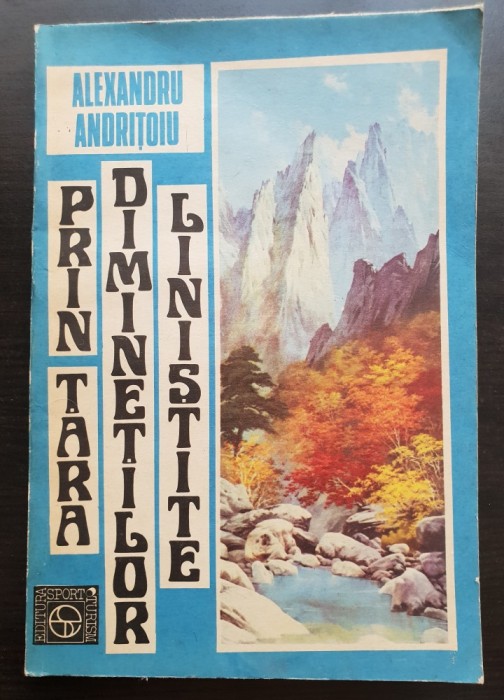 ALEXANDRU
ANDRIȚOIU
PRIN
ȚARA
DIMINEȚILOR
LINIȘTITE
EDITURA
SPORT
TURISM